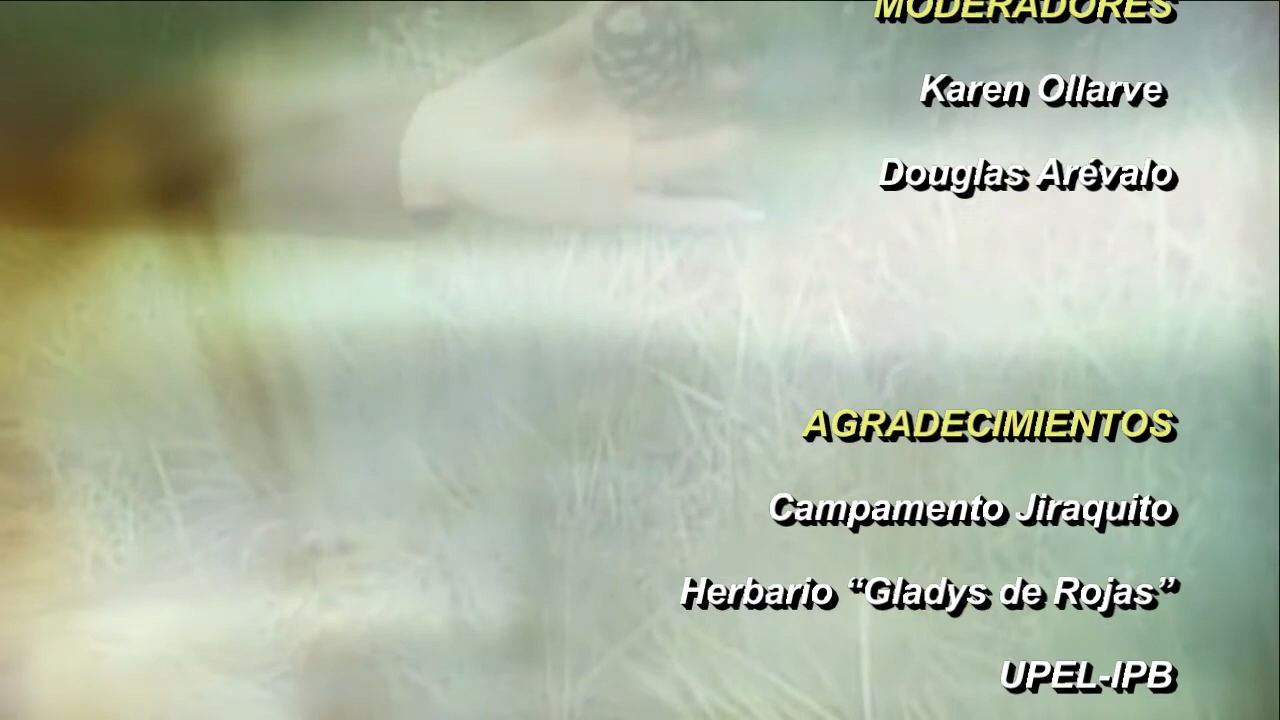 MODERADORES
Karen Ollarve
Douglas Arévalo
AGRADECIMIENTOS
Campamento Jiraquito
Herbario “Gladys de Rojas”
UPEL-IPB